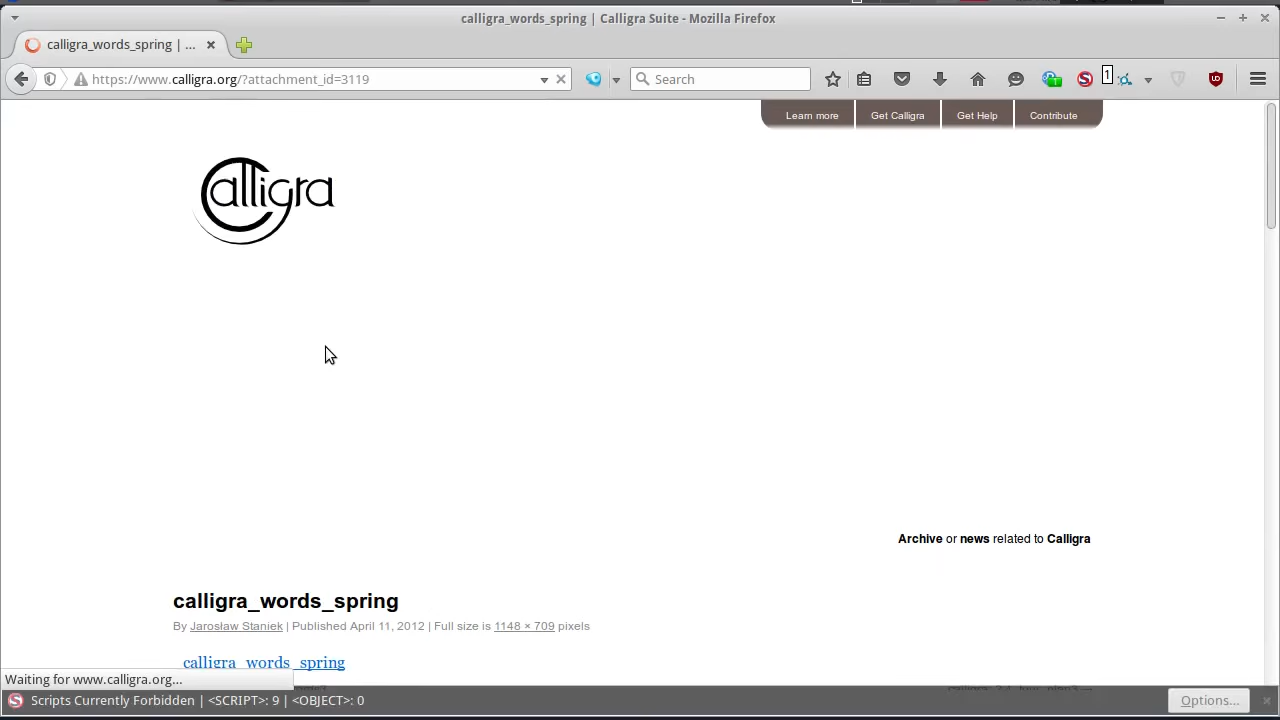 calligra_words_spring | Calligra Suite - Mozilla Firefox
calligra_words_spring | ...
https://www.calligra.org/?attachment_id=3119
Search
1
Learn more
Get Calligra
Get Help
Contribute
Calligra
Archive or news related to Calligra
calligra_words_spring
By Jarosław Staniek | Published April 11, 2012 | Full size is 1148 × 709 pixels
calligra_words_spring
Waiting for www.calligra.org...
Scripts Currently Forbidden | <SCRIPT>: 9 | <OBJECT>: 0
Options...